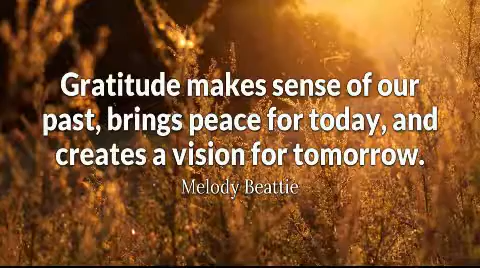 Gratitude makes sense of our
past, brings peace for today, and
creates a vision for tomorrow.
Melody Beattie